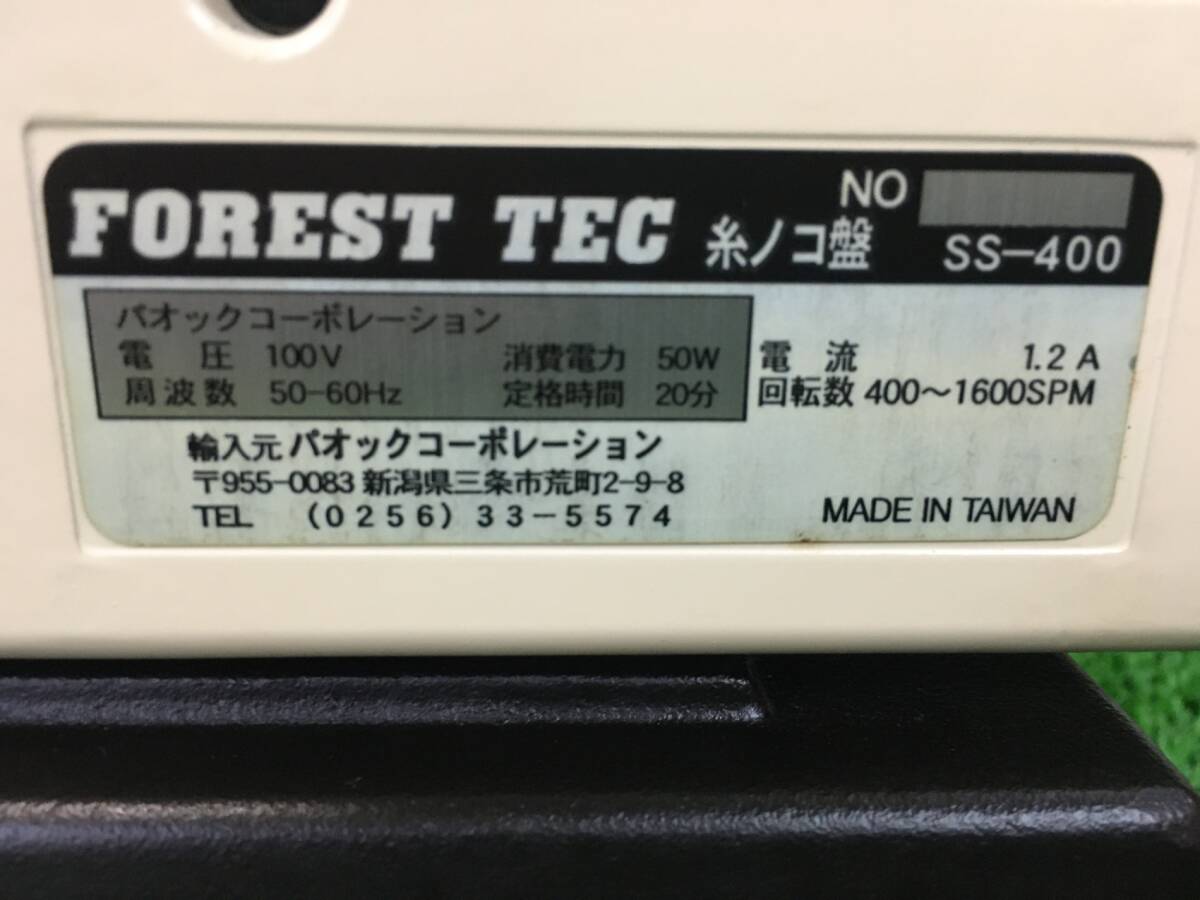 FOREST TEC 糸ノコ盤 NO
SS-400
パオックコーポレーション
電 圧 100V 消費電力 50W 電 流 1.2A
周波数 50-60Hz 定格時間 20分 回転数 400～1600SPM
輸入元 パオックコーポレーション
〒955-0083 新潟県三条市荒町2-9-8
TEL (0256)33-5574 MADE IN TAIWAN